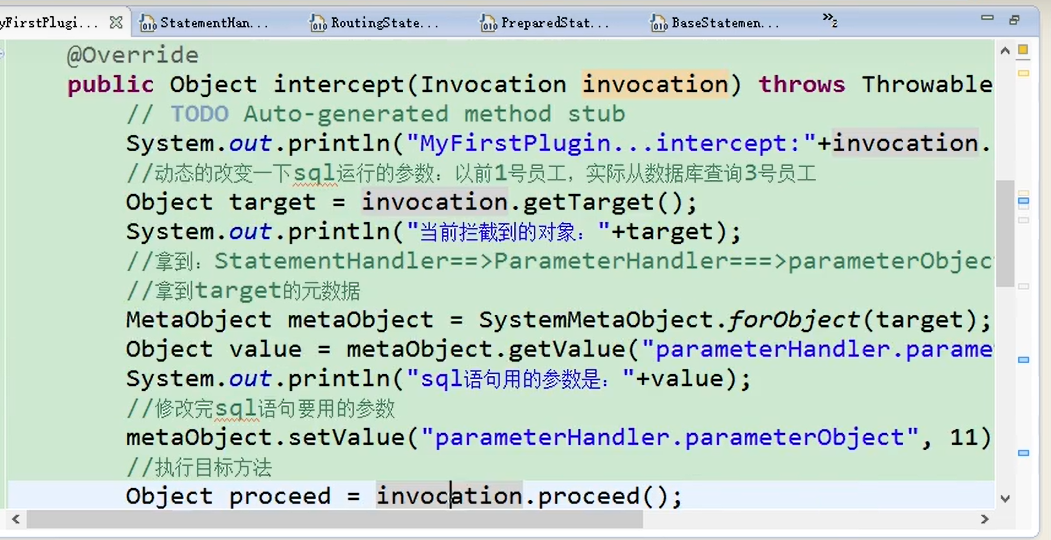 yFirstPlugi... StatementHan... RoutingState... PreparedStat... BaseStatemen... »2
@Override
public Object intercept(Invocation invocation) throws Throwable
// TODO Auto-generated method stub
System.out.println("MyFirstPlugin...intercept:"+invocation.
//动态的改变一下sql运行的参数：以前1号员工，实际从数据库查询3号员工
Object target = invocation.getTarget();
System.out.println("当前拦截到的对象："+target);
//拿到：StatementHandler==>ParameterHandler===>parameterObjec
//拿到target的元数据
MetaObject metaObject = SystemMetaObject.forObject(target);
Object value = metaObject.getValue("parameterHandler.parame
System.out.println("sql语句用的参数是："+value);
//修改完sql语句要用的参数
metaObject.setValue("parameterHandler.parameterObject", 11)
//执行目标方法
Object proceed = invocation.proceed();